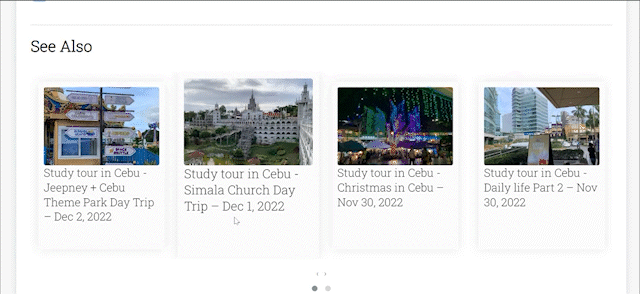 See Also
Study tour in Cebu -
Jeepney + Cebu
Theme Park Day Trip
– Dec 2, 2022
Study tour in Cebu -
Simala Church Day
Trip – Dec 1, 2022
Study tour in Cebu -
Christmas in Cebu –
Nov 30, 2022
Study tour in Cebu -
Daily life Part 2 – Nov
30, 2022